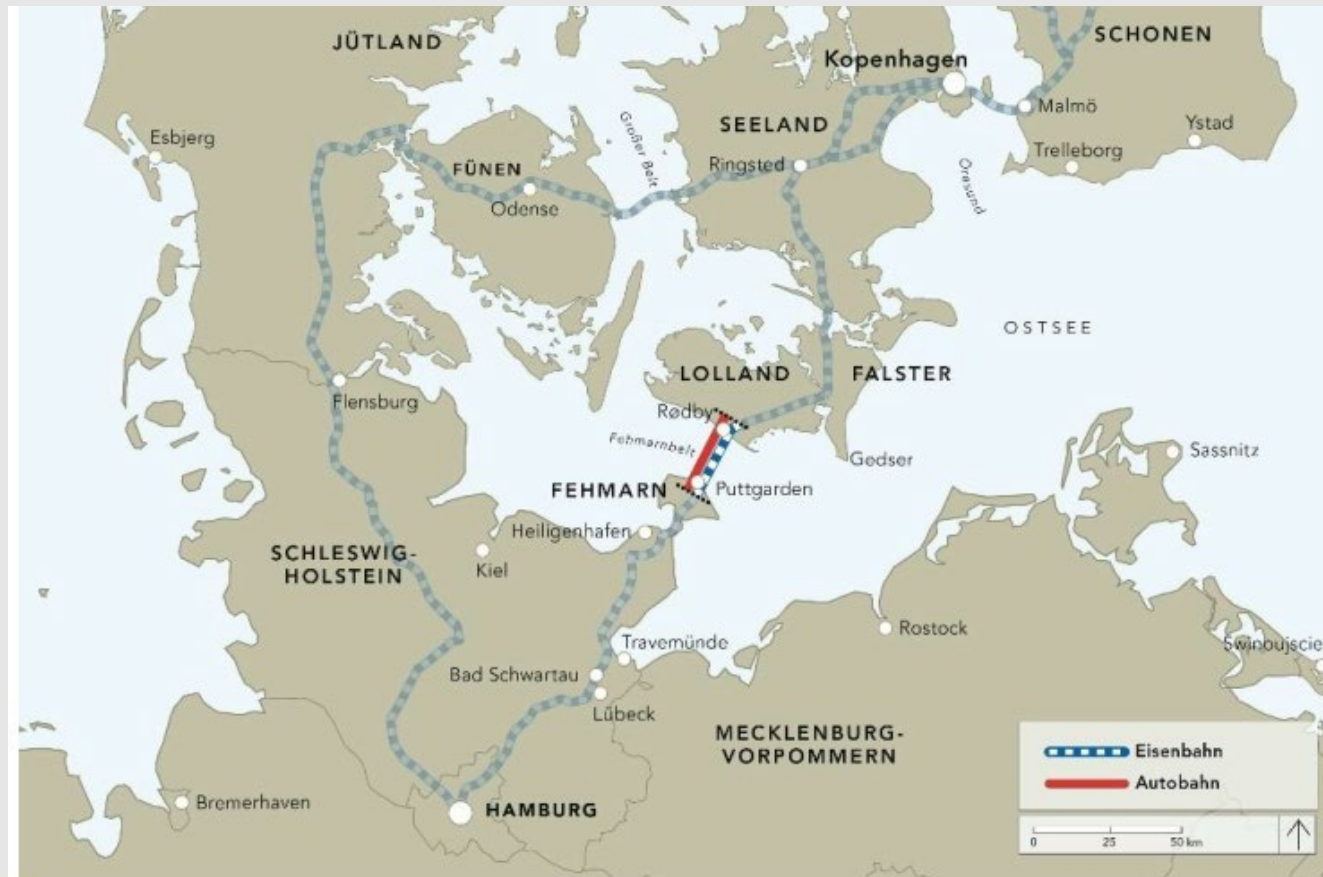 JÜTLAND
SCHONEN
Kopenhagen
Malmö
Esbjerg
Großer Belt
SEELAND
Ystad
Trelleborg
Ringsted
FÜNEN
Odense
Öresund
OSTSEE
LOLLAND
FALSTER
Flensburg
Rødby
Fehmarnbelt
Gedser
Sassnitz
FEHMARN
Puttgarden
Heiligenhafen
SCHLESWIG-
HOLSTEIN
Kiel
Rostock
Travemünde
Swinoujscie
Bad Schwartau
Lübeck
MECKLENBURG-
VORPOMMERN
Eisenbahn
Autobahn
Bremerhaven
HAMBURG
0 25 50 km